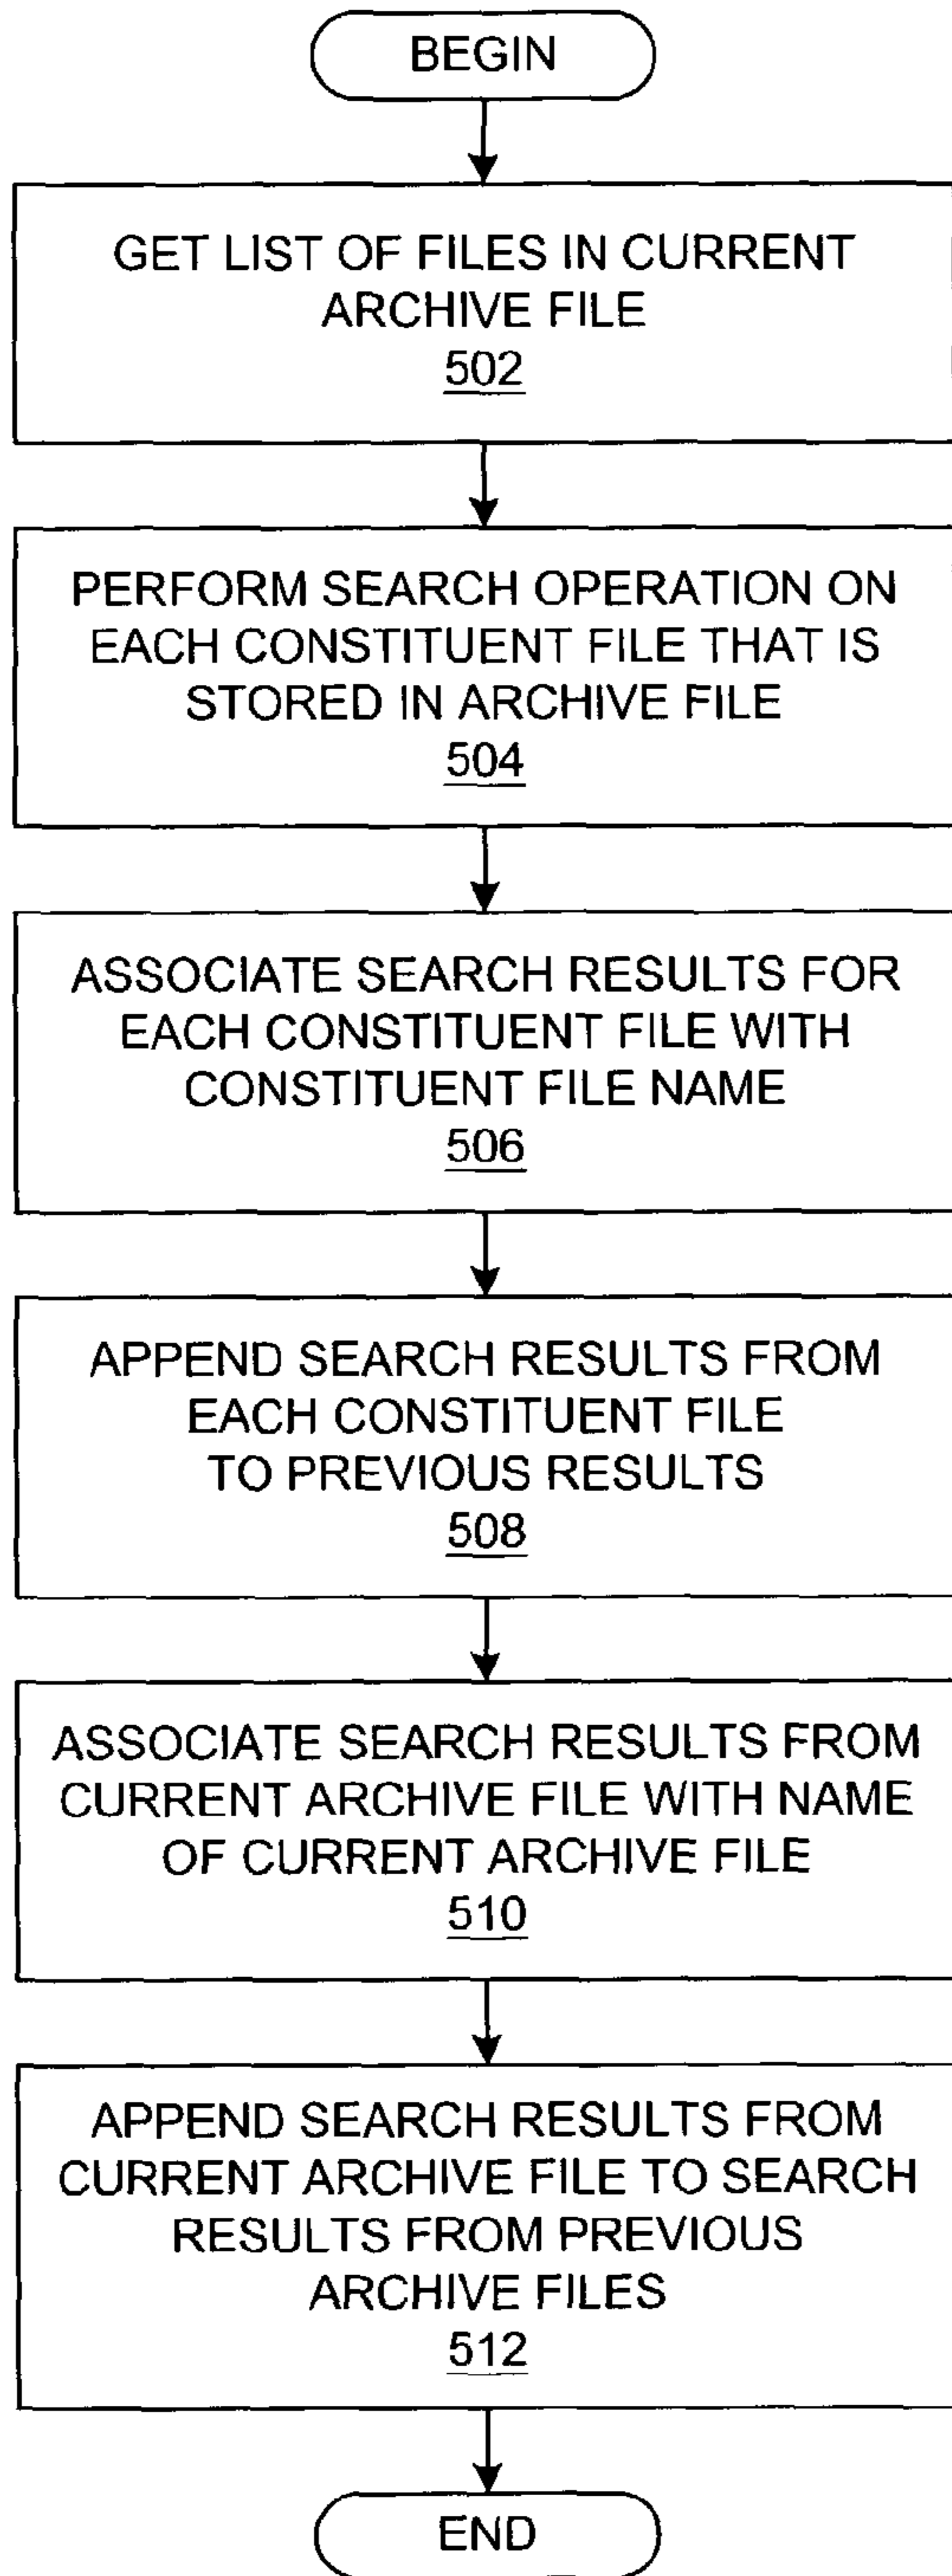 BEGIN
GET LIST OF FILES IN CURRENT
ARCHIVE FILE
502
PERFORM SEARCH OPERATION ON
EACH CONSTITUENT FILE THAT IS
STORED IN ARCHIVE FILE
504
ASSOCIATE SEARCH RESULTS FOR
EACH CONSTITUENT FILE WITH
CONSTITUENT FILE NAME
506
APPEND SEARCH RESULTS FROM
EACH CONSTITUENT FILE
TO PREVIOUS RESULTS
508
ASSOCIATE SEARCH RESULTS FROM
CURRENT ARCHIVE FILE WITH NAME
OF CURRENT ARCHIVE FILE
510
APPEND SEARCH RESULTS FROM
CURRENT ARCHIVE FILE TO SEARCH
RESULTS FROM PREVIOUS
ARCHIVE FILES
512
END